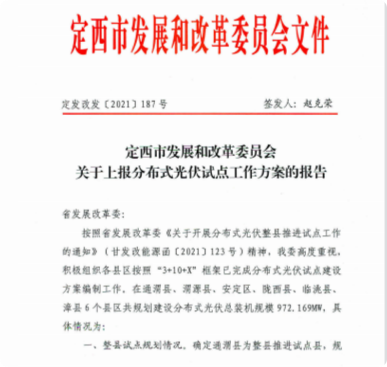 定西市发展和改革委员会文件
定发改发〔2021〕187号 签发人：赵克荣
定西市发展和改革委员会
关于上报分布式光伏试点工作方案的报告
省发展改革委：
按照省发展改革委《关于开展分布式光伏整县推进试点工作
的通知》（甘发改能源函〔2021〕123号）精神，我委高度重视，
积极组织各县区按照“3+10+X”框架已完成分布式光伏试点建设
方案编制工作。在通渭县、渭源县、安定区、陇西县、临洮县、
漳县6个县区共规划建设分布式光伏总装机规模972.169MW，具
体情况为：
一、整县试点规划情况。确定通渭县为整县推进试点县，规